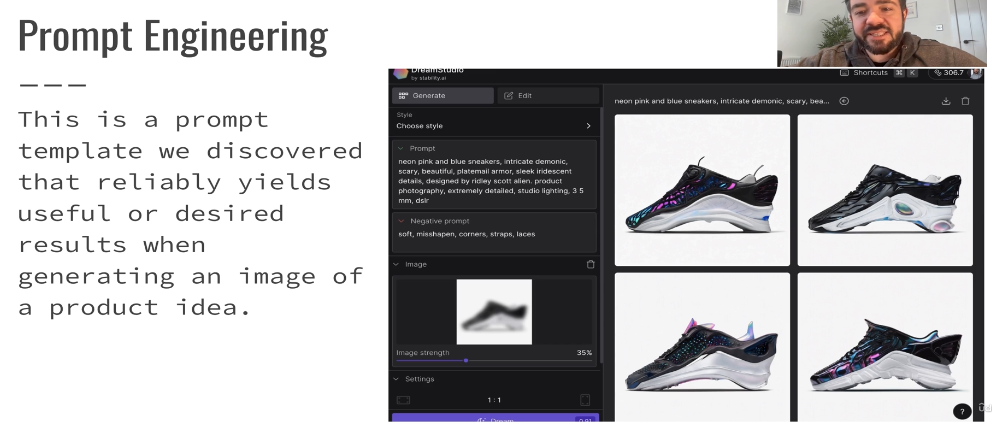 Prompt Engineering
This is a prompt
template we discovered
that reliably yields
useful or desired
results when
generating an image of
a product idea.
DreamStudio
by stability.ai
Shortcuts ⌘ K
306.7
Generate
Edit
Style
Choose style
Prompt
neon pink and blue sneakers, intricate demonic,
scary, beautiful, platemail armor, sleek iridescent
details, designed by ridley scott alien. product
photography, extremely detailed, studio lighting, 3 5
mm, dslr
Negative prompt
soft, misshapen, corners, straps, laces
Image
Image strength
35%
Settings
1 : 1
Dream
neon pink and blue sneakers, intricate demonic, scary, bea...
?